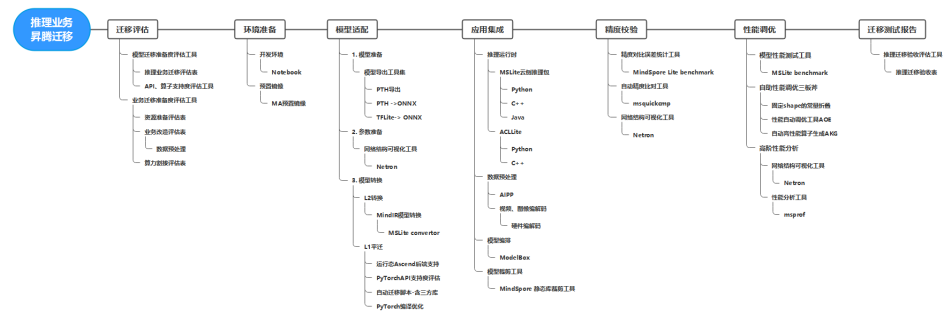 推理业务
昇腾迁移
迁移评估
模型迁移准备度评估工具
推理业务迁移评估表
API、算子支持度评估工具
业务迁移准备度评估工具
资源准备评估表
业务改造评估表
数据预处理
算力割接评估表
环境准备
开发环境
Notebook
预置镜像
MA预置镜像
模型适配
1. 模型准备
模型导出工具集
PTH导出
PTH ->ONNX
TFLite-> ONNX
2. 参数准备
网络结构可视化工具
Netron
3. 模型转换
L2转换
MindIR模型转换
MSLite convertor
L1平迁
运行态Ascend后端支持
PyTorchAPI支持度评估
自动迁移脚本-含三方库
PyTorch编译优化
应用集成
推理运行时
MSLite云侧推理包
Python
C++
Java
ACLLite
Python
C++
数据预处理
AIPP
视频、图像编解码
硬件编解码
模型编排
ModelBox
模型裁剪工具
MindSpore 静态库裁剪工具
精度校验
精度对比误差统计工具
MindSpore Lite benchmark
自动精度比对工具
msquickcmp
网络结构可视化工具
Netron
性能调优
模型性能测试工具
MSLite benchmark
自助性能调优三板斧
固定shape的常量折叠
性能自动调优工具AOE
自动高性能算子生成AKG
高阶性能分析
网络结构可视化工具
Netron
性能分析工具
msprof
迁移测试报告
推理迁移验收评估工具
推理迁移验收表